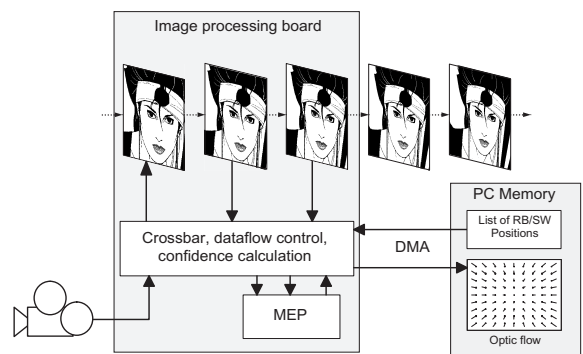 Image processing board
PC Memory
List of RB/SW
Positions
Crossbar, dataflow control,
confidence calculation
DMA
MEP
Optic flow